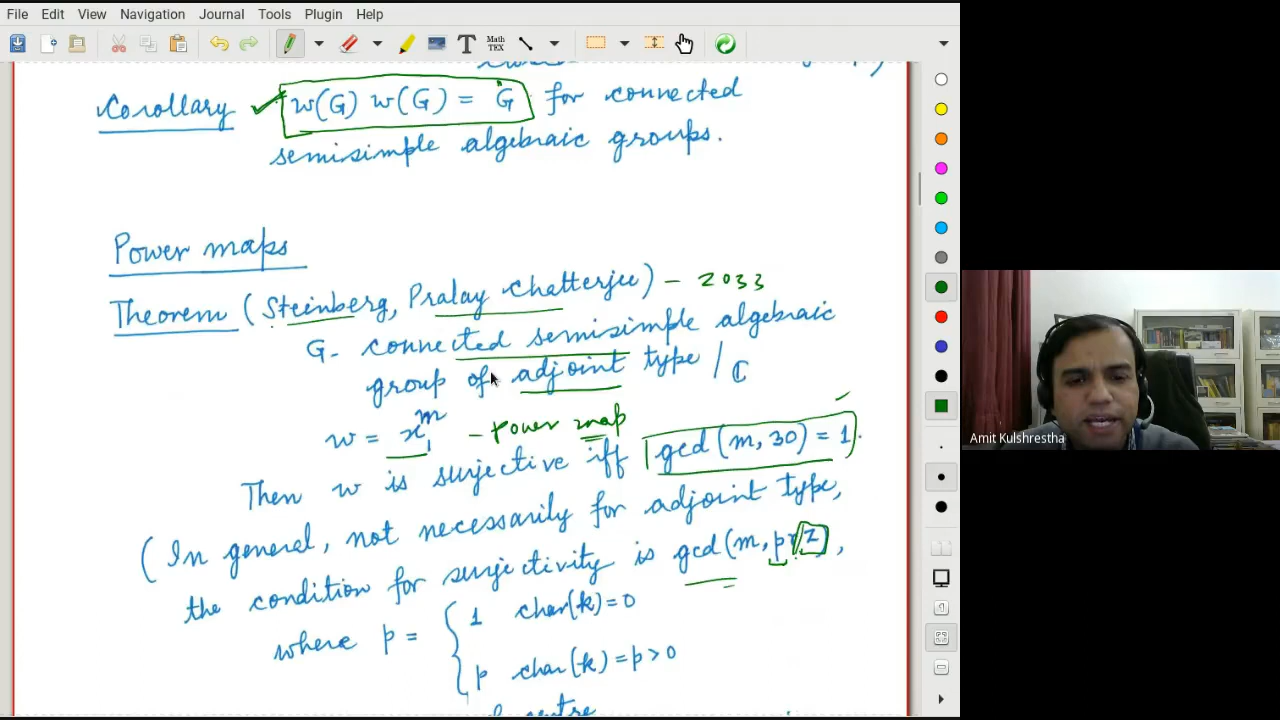 File Edit View Navigation Journal Tools Plugin Help
T Math TEX
Corollary ✓ w(G) w(G) = G for connected
semisimple algebraic groups.
Power maps
Theorem (Steinberg, Pralay Chatterjee) - 2033
G - connected semisimple algebraic
group of adjoint type / ℂ
w = x₁ᵐ - Power map
Then w is surjective iff gcd(m, 30) = 1.
(In general, not necessarily for adjoint type,
the condition for surjectivity is gcd(m, p z),
where p = { 1 char(k)=0
p char(k) = p > 0
centre
Amit Kulshrestha